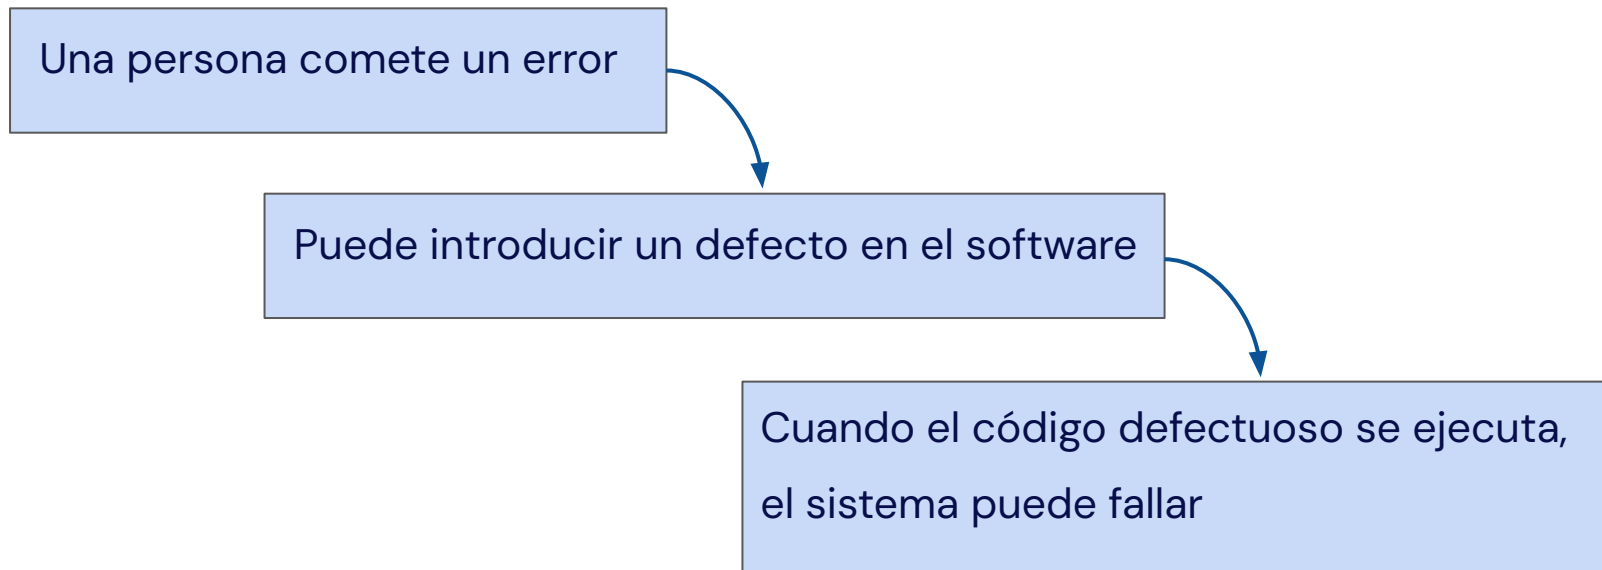 Una persona comete un error
Puede introducir un defecto en el software
Cuando el código defectuoso se ejecuta,
el sistema puede fallar